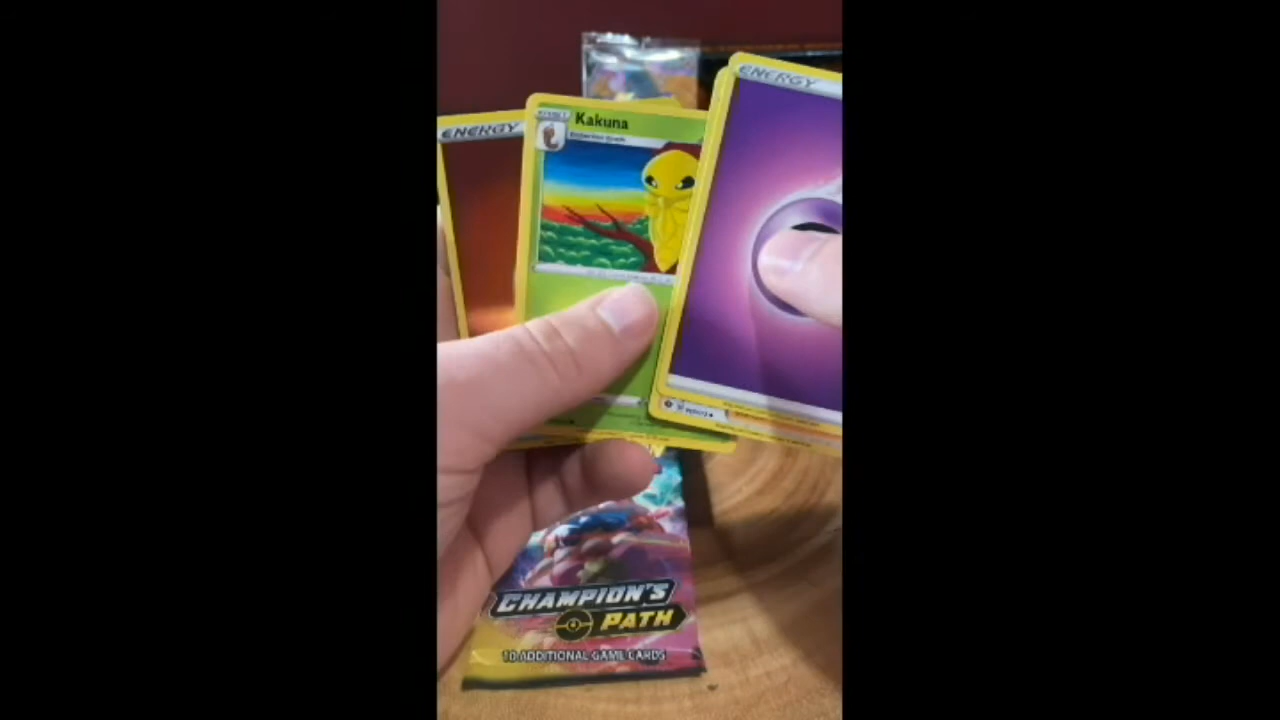 ENERGY
ENERGY
Kakuna
CHAMPION'S
PATH
10 ADDITIONAL GAME CARDS